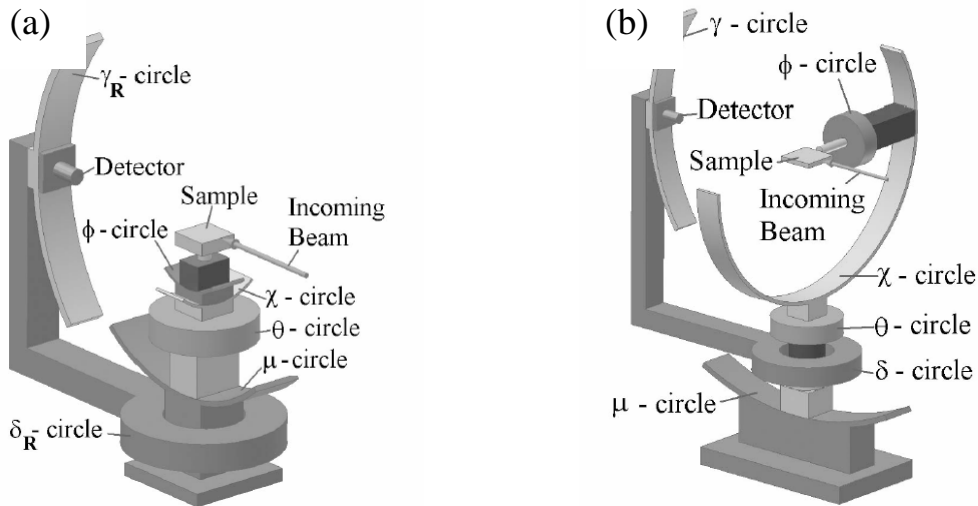 (a)
γR- circle
Detector
Sample
Incoming
Beam
ϕ- circle
χ - circle
θ- circle
μ- circle
δR- circle
(b)
γ - circle
ϕ - circle
Detector
Sample
Incoming
Beam
χ- circle
θ- circle
δ - circle
μ - circle